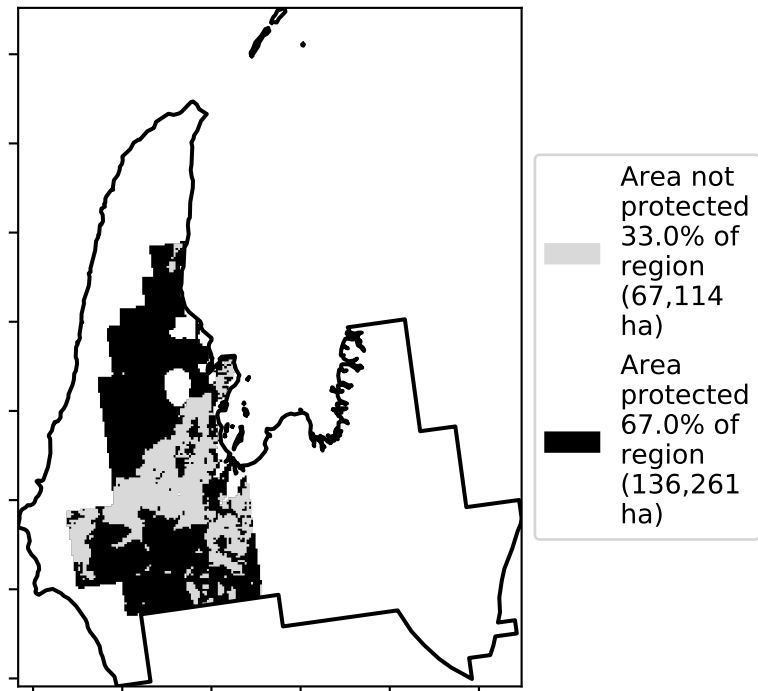 Area not
protected
33.0% of
region
(67,114
ha)
Area
protected
67.0% of
region
(136,261
ha)